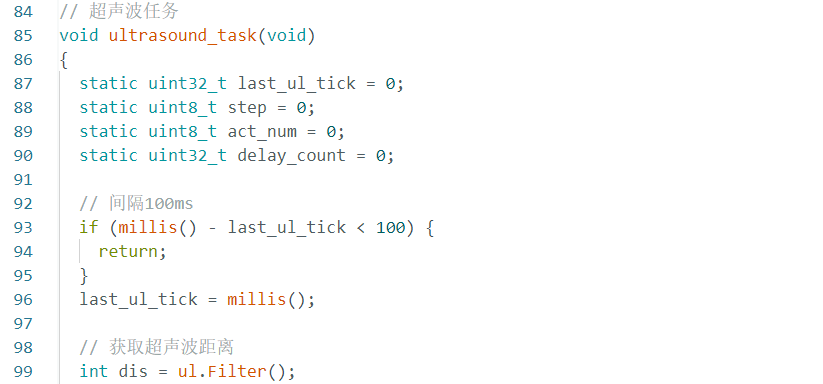 84 // 超声波任务
85 void ultrasound_task(void)
86 {
87   static uint32_t last_ul_tick = 0;
88   static uint8_t step = 0;
89   static uint8_t act_num = 0;
90   static uint32_t delay_count = 0;
91
92   // 间隔100ms
93   if (millis() - last_ul_tick < 100) {
94     return;
95   }
96   last_ul_tick = millis();
97
98   // 获取超声波距离
99   int dis = ul.Filter();